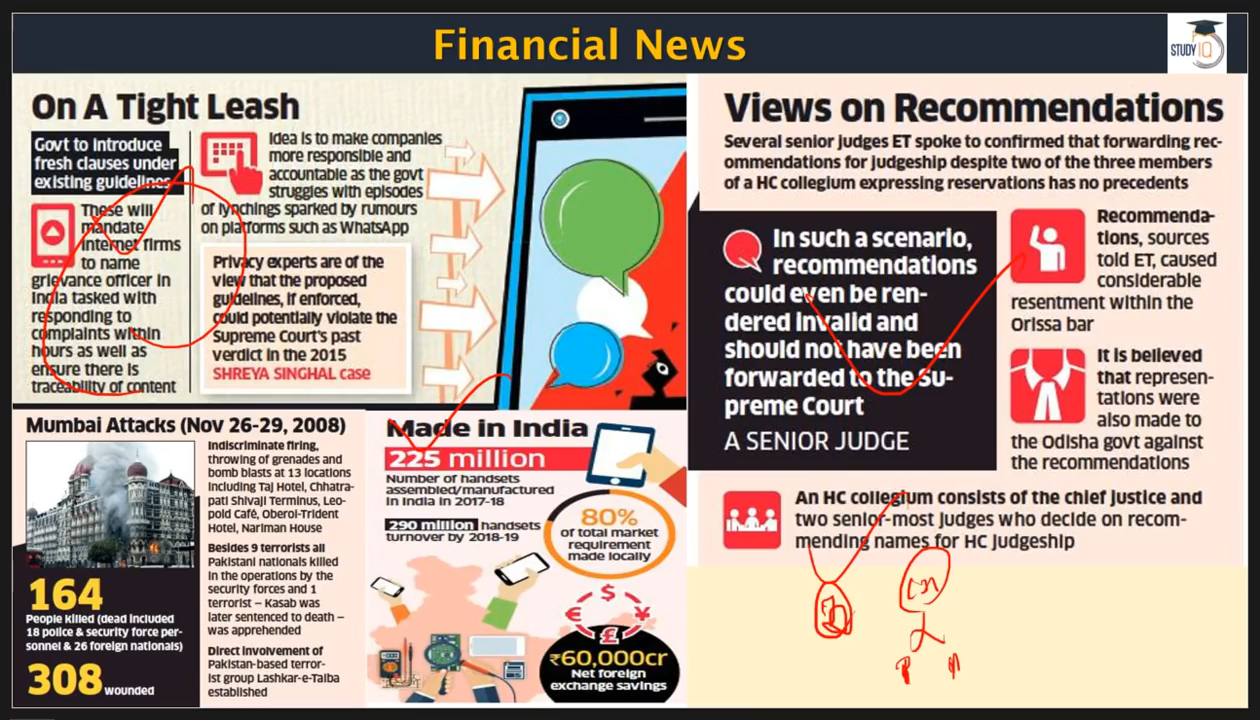 Financial News
STUDY IQ
On A Tight Leash
Govt to introduce
fresh clauses under
existing guidelines
These will
mandate
internet firms
to name
grievance officer in
India tasked with
responding to
complaints within
hours as well as
ensure there is
traceability of content
Idea is to make companies
more responsible and
accountable as the govt
struggles with episodes
of lynchings sparked by rumours
on platforms such as WhatsApp
Privacy experts are of the
view that the proposed
guidelines, if enforced,
could potentially violate the
Supreme Court's past
verdict in the 2015
SHREYA SINGHAL case
Views on Recommendations
Several senior judges ET spoke to confirmed that forwarding rec-
ommendations for judgeship despite two of the three members
of a HC collegium expressing reservations has no precedents
In such a scenario,
recommendations
could even be ren-
dered invalid and
should not have been
forwarded to the Su-
preme Court
A SENIOR JUDGE
Recommenda-
tions, sources
told ET, caused
considerable
resentment within the
Orissa bar
It is believed
that represen-
tations were
also made to
the Odisha govt against
the recommendations
An HC collegium consists of the chief justice and
two senior-most judges who decide on recom-
mending names for HC judgeship
Mumbai Attacks (Nov 26-29, 2008)
164
People killed (dead included
18 police & security force per-
sonnel & 26 foreign nationals)
308 wounded
Indiscriminate firing,
throwing of grenades and
bomb blasts at 13 locations
including Taj Hotel, Chhatra-
pati Shivaji Terminus, Leo-
pold Café, Oberoi-Trident
Hotel, Nariman House
Besides 9 terrorists all
Pakistani nationals killed
in the operations by the
security forces and 1
terrorist – Kasab was
later sentenced to death –
was apprehended
Direct involvement of
Pakistan-based terror-
ist group Lashkar-e-Taiba
established
Made in India
225 million
Number of handsets
assembled/manufactured
in India in 2017-18
290 million handsets
turnover by 2018-19
80%
of total market
requirement
made locally
$
€ ¥
£
₹60,000cr
Net foreign
exchange savings